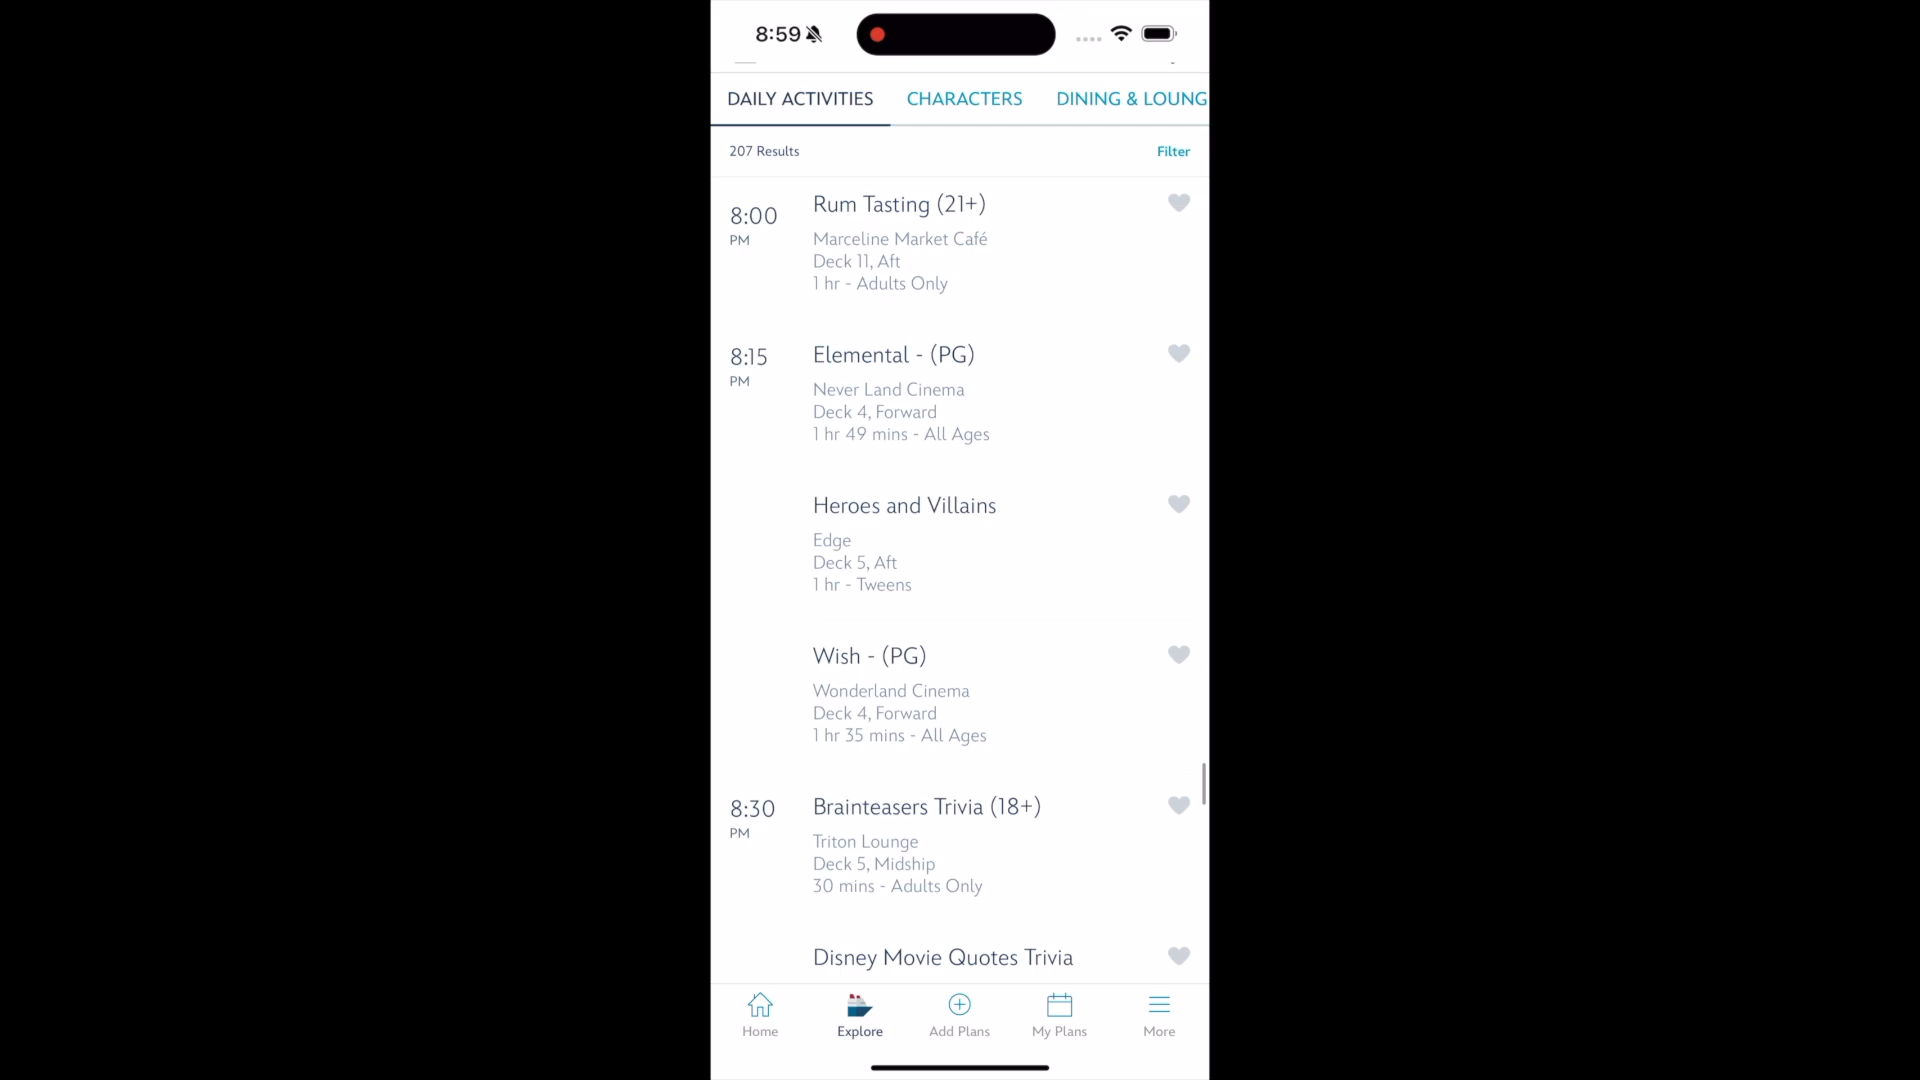 8:59
DAILY ACTIVITIES CHARACTERS DINING & LOUNG
207 Results Filter
8:00 PM
Rum Tasting (21+)
Marceline Market Café
Deck 11, Aft
1 hr - Adults Only
8:15 PM
Elemental - (PG)
Never Land Cinema
Deck 4, Forward
1 hr 49 mins - All Ages
Heroes and Villains
Edge
Deck 5, Aft
1 hr - Tweens
Wish - (PG)
Wonderland Cinema
Deck 4, Forward
1 hr 35 mins - All Ages
8:30 PM
Brainteasers Trivia (18+)
Triton Lounge
Deck 5, Midship
30 mins - Adults Only
Disney Movie Quotes Trivia
Home Explore Add Plans My Plans More